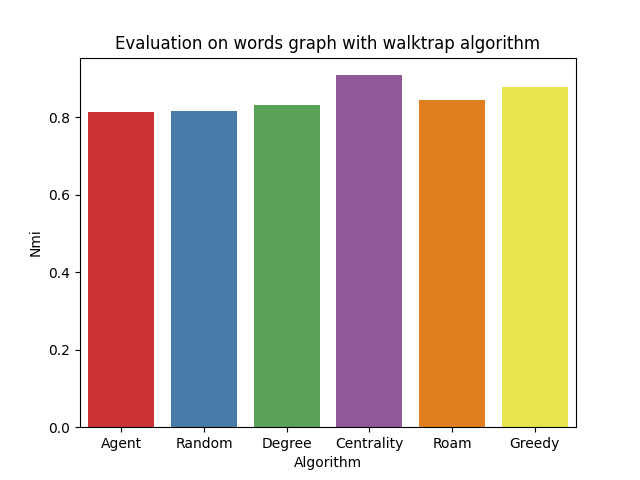 Evaluation on words graph with walktrap algorithm
Nmi
0.8
0.6
0.4
0.2
0.0
Agent Random Degree Centrality Roam Greedy
Algorithm